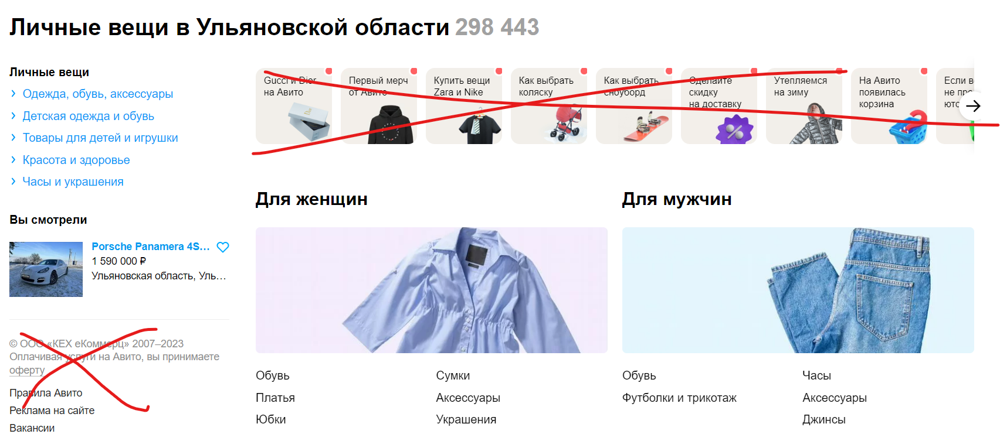 Личные вещи в Ульяновской области 298 443
Личные вещи
Одежда, обувь, аксессуары
Детская одежда и обувь
Товары для детей и игрушки
Красота и здоровье
Часы и украшения
Вы смотрели
Porsche Panamera 4S...
1 590 000 ₽
Ульяновская область, Уль...
© ООО «КЕХ еКоммерц» 2007–2023
Оплачивая услуги на Авито, вы принимаете
оферту
Правила Авито
Реклама на сайте
Вакансии
Gucci и Dior
на Авито
Первый мерч
от Авито
Купить вещи
Zara и Nike
Как выбрать
коляску
Как выбрать
сноуборд
Сделайте
скидку
на доставку
Утепляемся
на зиму
На Авито
появилась
корзина
Если
не
Для женщин
Обувь
Платья
Юбки
Сумки
Аксессуары
Украшения
Для мужчин
Обувь
Футболки и трикотаж
Часы
Аксессуары
Джинсы